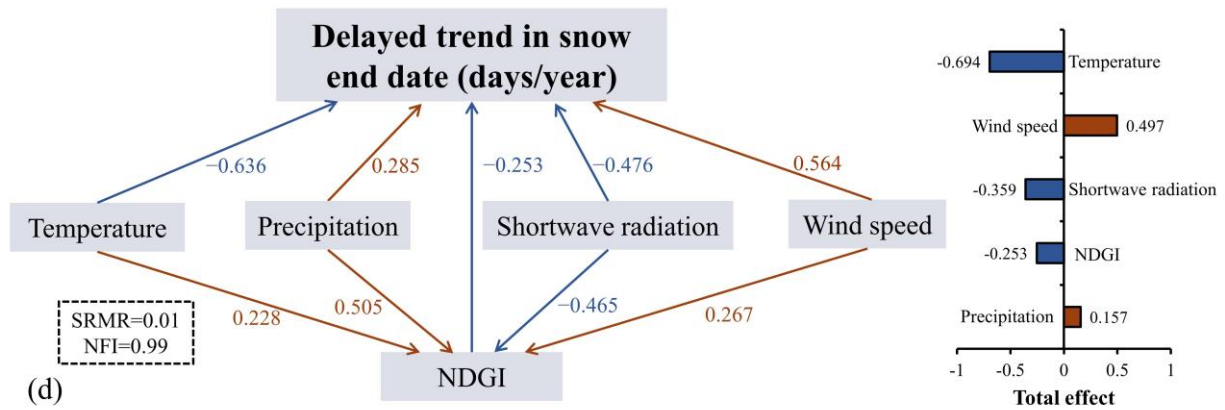 Delayed trend in snow
end date (days/year)
−0.636
0.285
−0.253
−0.476
0.564
Temperature
Precipitation
Shortwave radiation
Wind speed
0.228
0.505
−0.465
0.267
SRMR=0.01
NFI=0.99
NDGI
(d)
-0.694 Temperature
Wind speed 0.497
-0.359 Shortwave radiation
-0.253 NDGI
Precipitation 0.157
-1 -0.5 0 0.5 1
Total effect